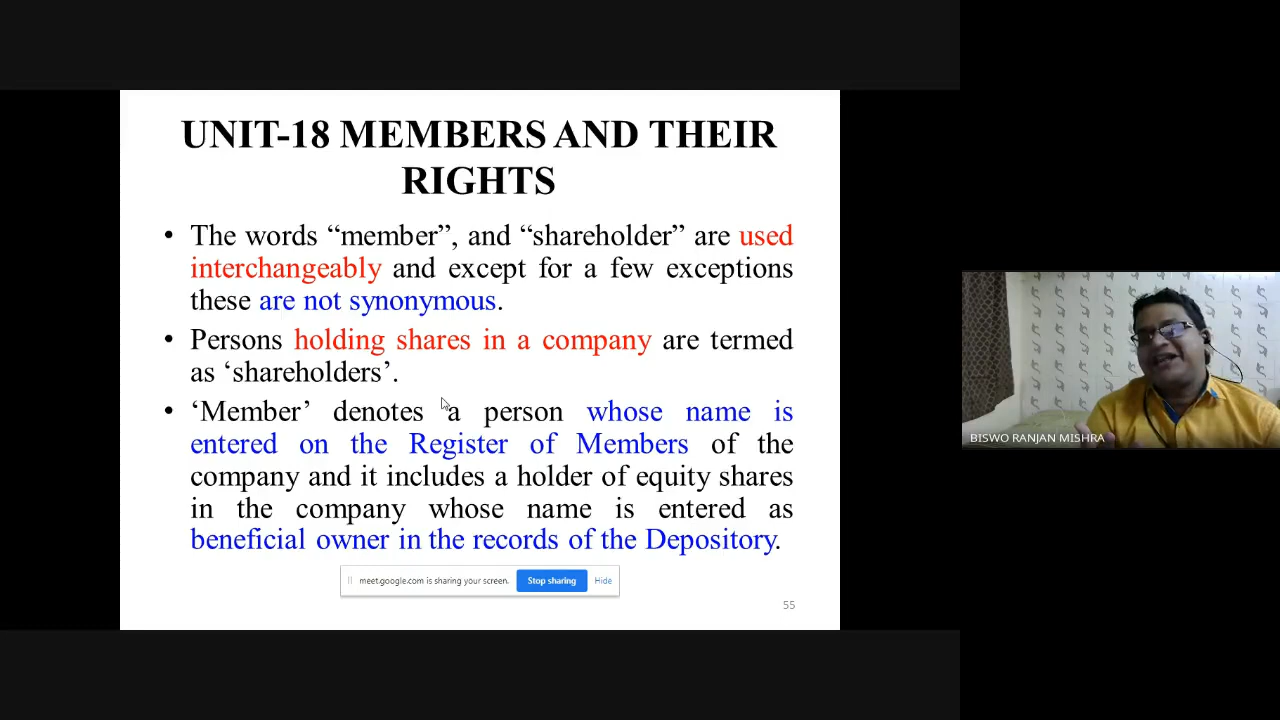 UNIT-18 MEMBERS AND THEIR
RIGHTS
• The words “member”, and “shareholder” are used
interchangeably and except for a few exceptions
these are not synonymous.
• Persons holding shares in a company are termed
as ‘shareholders’.
• ‘Member’ denotes a person whose name is
entered on the Register of Members of the
company and it includes a holder of equity shares
in the company whose name is entered as
beneficial owner in the records of the Depository.
meet.google.com is sharing your screen. Stop sharing Hide
55
BISWO RANJAN MISHRA